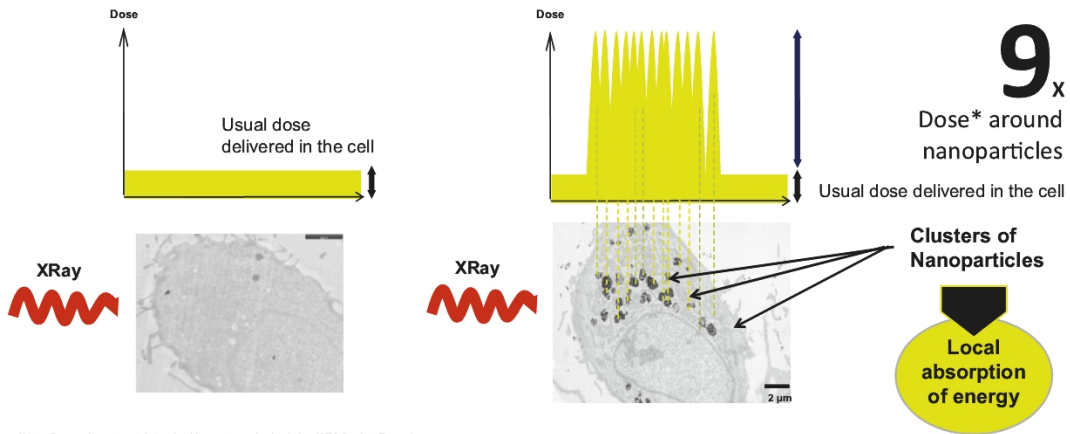 Dose
Usual dose
delivered in the cell
XRay
Dose
9x
Dose* around
nanoparticles
Usual dose delivered in the cell
XRay
Clusters of
Nanoparticles
Local
absorption
of energy
2 µm